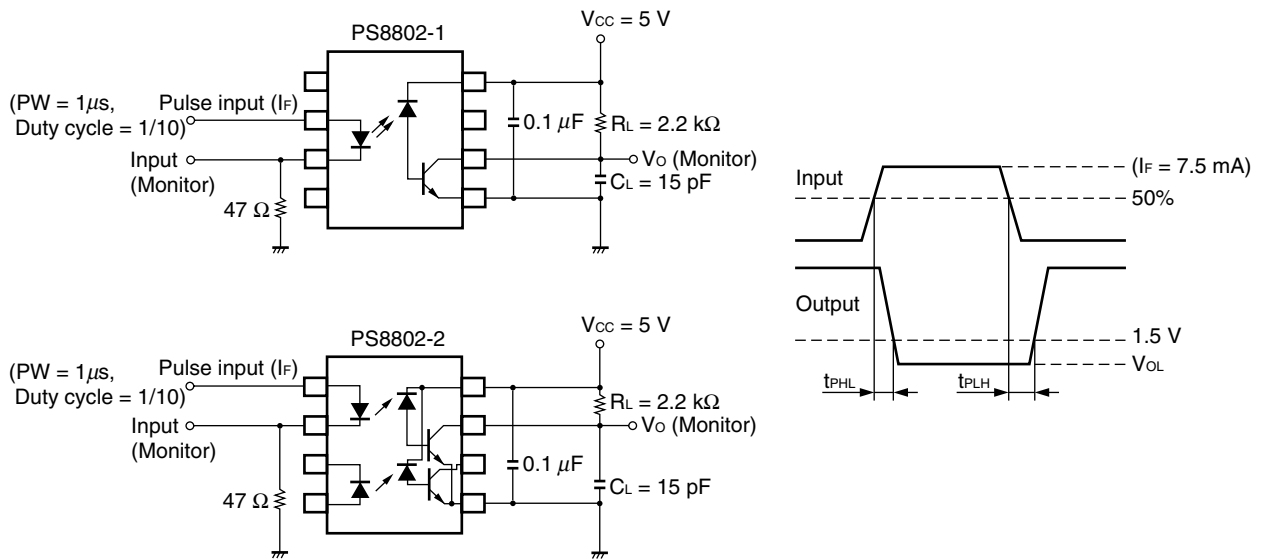 PS8802-1
VCC = 5 V
(PW = 1μs,
Duty cycle = 1/10)
Pulse input (IF)
Input
(Monitor)
47 Ω
0.1 μF
RL = 2.2 kΩ
VO (Monitor)
CL = 15 pF
PS8802-2
VCC = 5 V
(PW = 1μs,
Duty cycle = 1/10)
Pulse input (IF)
Input
(Monitor)
47 Ω
0.1 μF
RL = 2.2 kΩ
VO (Monitor)
CL = 15 pF
Input
(IF = 7.5 mA)
50%
Output
1.5 V
VOL
tPHL
tPLH